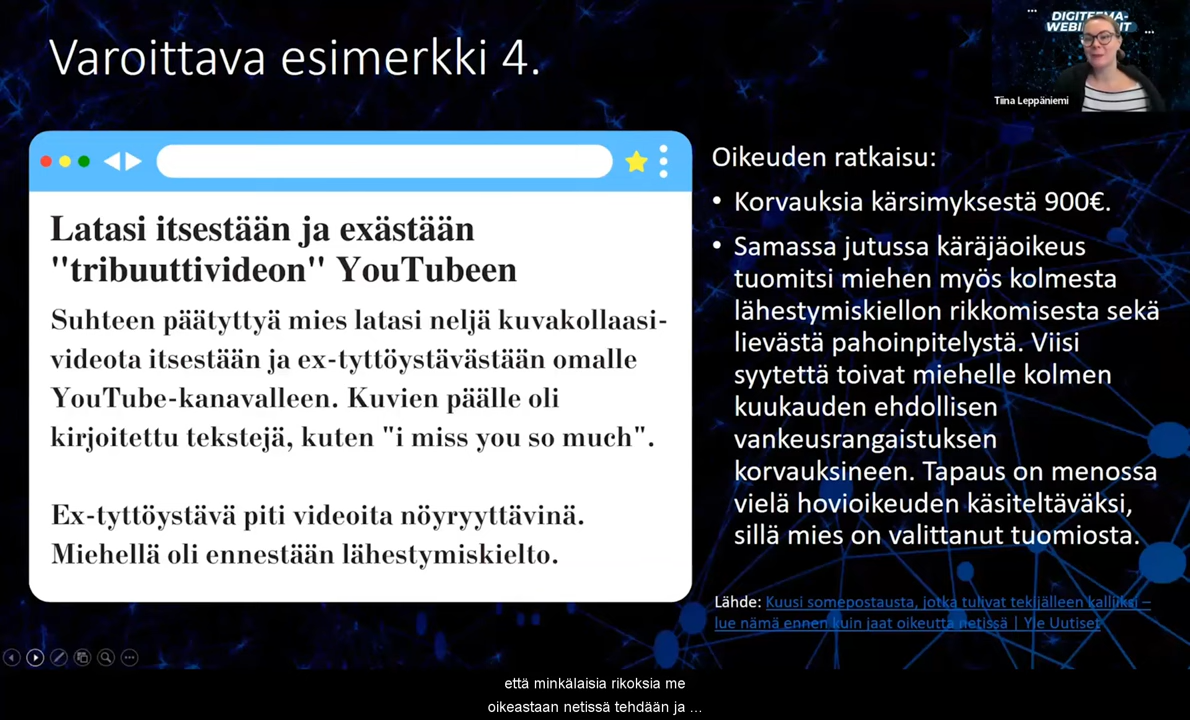 Varoittava esimerkki 4.
DIGITEEMA-
Tiina Leppäniemi
Latasi itsestään ja exästään
"tribuuttivideon" YouTubeen
Suhteen päätyttyä mies latasi neljä kuvakollaasi-
videota itsestään ja ex-tyttöystävästään omalle
YouTube-kanavalleen. Kuvien päälle oli
kirjoitettu tekstejä, kuten "i miss you so much".
Ex-tyttöystävä piti videoita nöyryyttävinä.
Miehellä oli ennestään lähestymiskielto.
Oikeuden ratkaisu:
• Korvauksia kärsimyksestä 900€.
• Samassa jutussa käräjäoikeus
tuomitsi miehen myös kolmesta
lähestymiskiellon rikkomisesta sekä
lievästä pahoinpitelystä. Viisi
syytettä toivat miehelle kolmen
kuukauden ehdollisen
vankeusrangaistuksen
korvauksineen. Tapaus on menossa
vielä hovioikeuden käsiteltäväksi,
sillä mies on valittanut tuomiosta.
Lähde: Kuusi somepostausta, jotka tulivat tekijälleen kalliiksi –
lue nämä ennen kuin jaat oikeutta netissä | Yle Uutiset
että minkälaisia rikoksia me
oikeastaan netissä tehdään ja ...